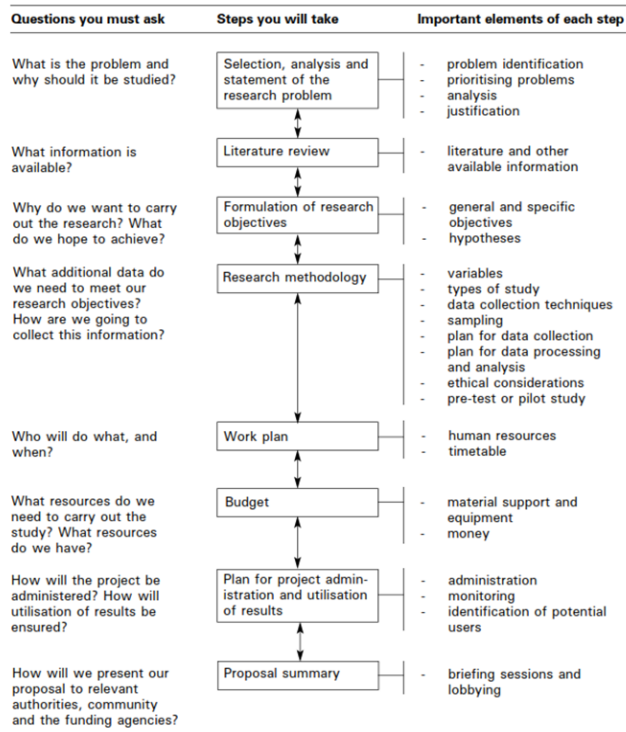 Questions you must ask
Steps you will take
Important elements of each step
What is the problem and
why should it be studied?
Selection, analysis and
statement of the
research problem
- problem identification
- prioritising problems
- analysis
- justification
What information is
available?
Literature review
- literature and other
available information
Why do we want to carry
out the research? What
do we hope to achieve?
Formulation of research
objectives
- general and specific
objectives
- hypotheses
What additional data do
we need to meet our
research objectives?
How are we going to
collect this information?
Research methodology
- variables
- types of study
- data collection techniques
- sampling
- plan for data collection
- plan for data processing
and analysis
- ethical considerations
- pre-test or pilot study
Who will do what, and
when?
Work plan
- human resources
- timetable
What resources do we
need to carry out the
study? What resources
do we have?
Budget
- material support and
equipment
- money
How will the project be
administered? How will
utilisation of results be
ensured?
Plan for project admin-
istration and utilisation
of results
- administration
- monitoring
- identification of potential
users
How will we present our
proposal to relevant
authorities, community
and the funding agencies?
Proposal summary
- briefing sessions and
lobbying